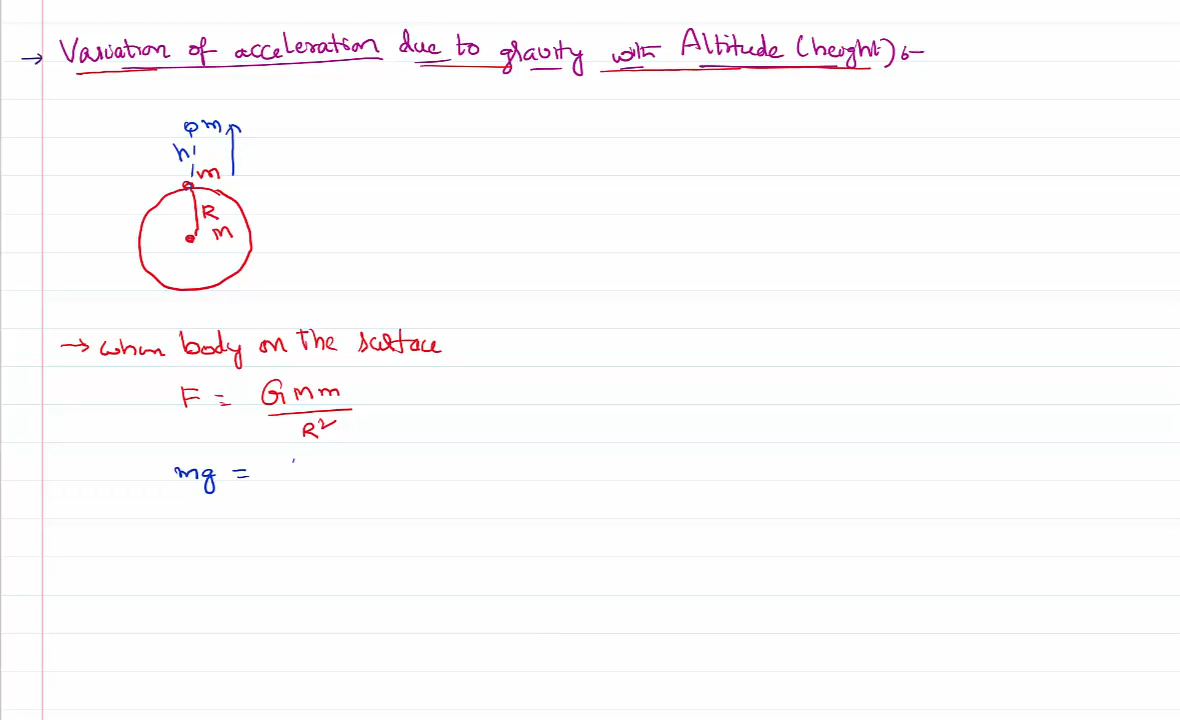 → Variation of acceleration due to gravity with Altitude (height) :-
m
h
m
R
M
→ when body on the surface
F = GMm
R²
mg =